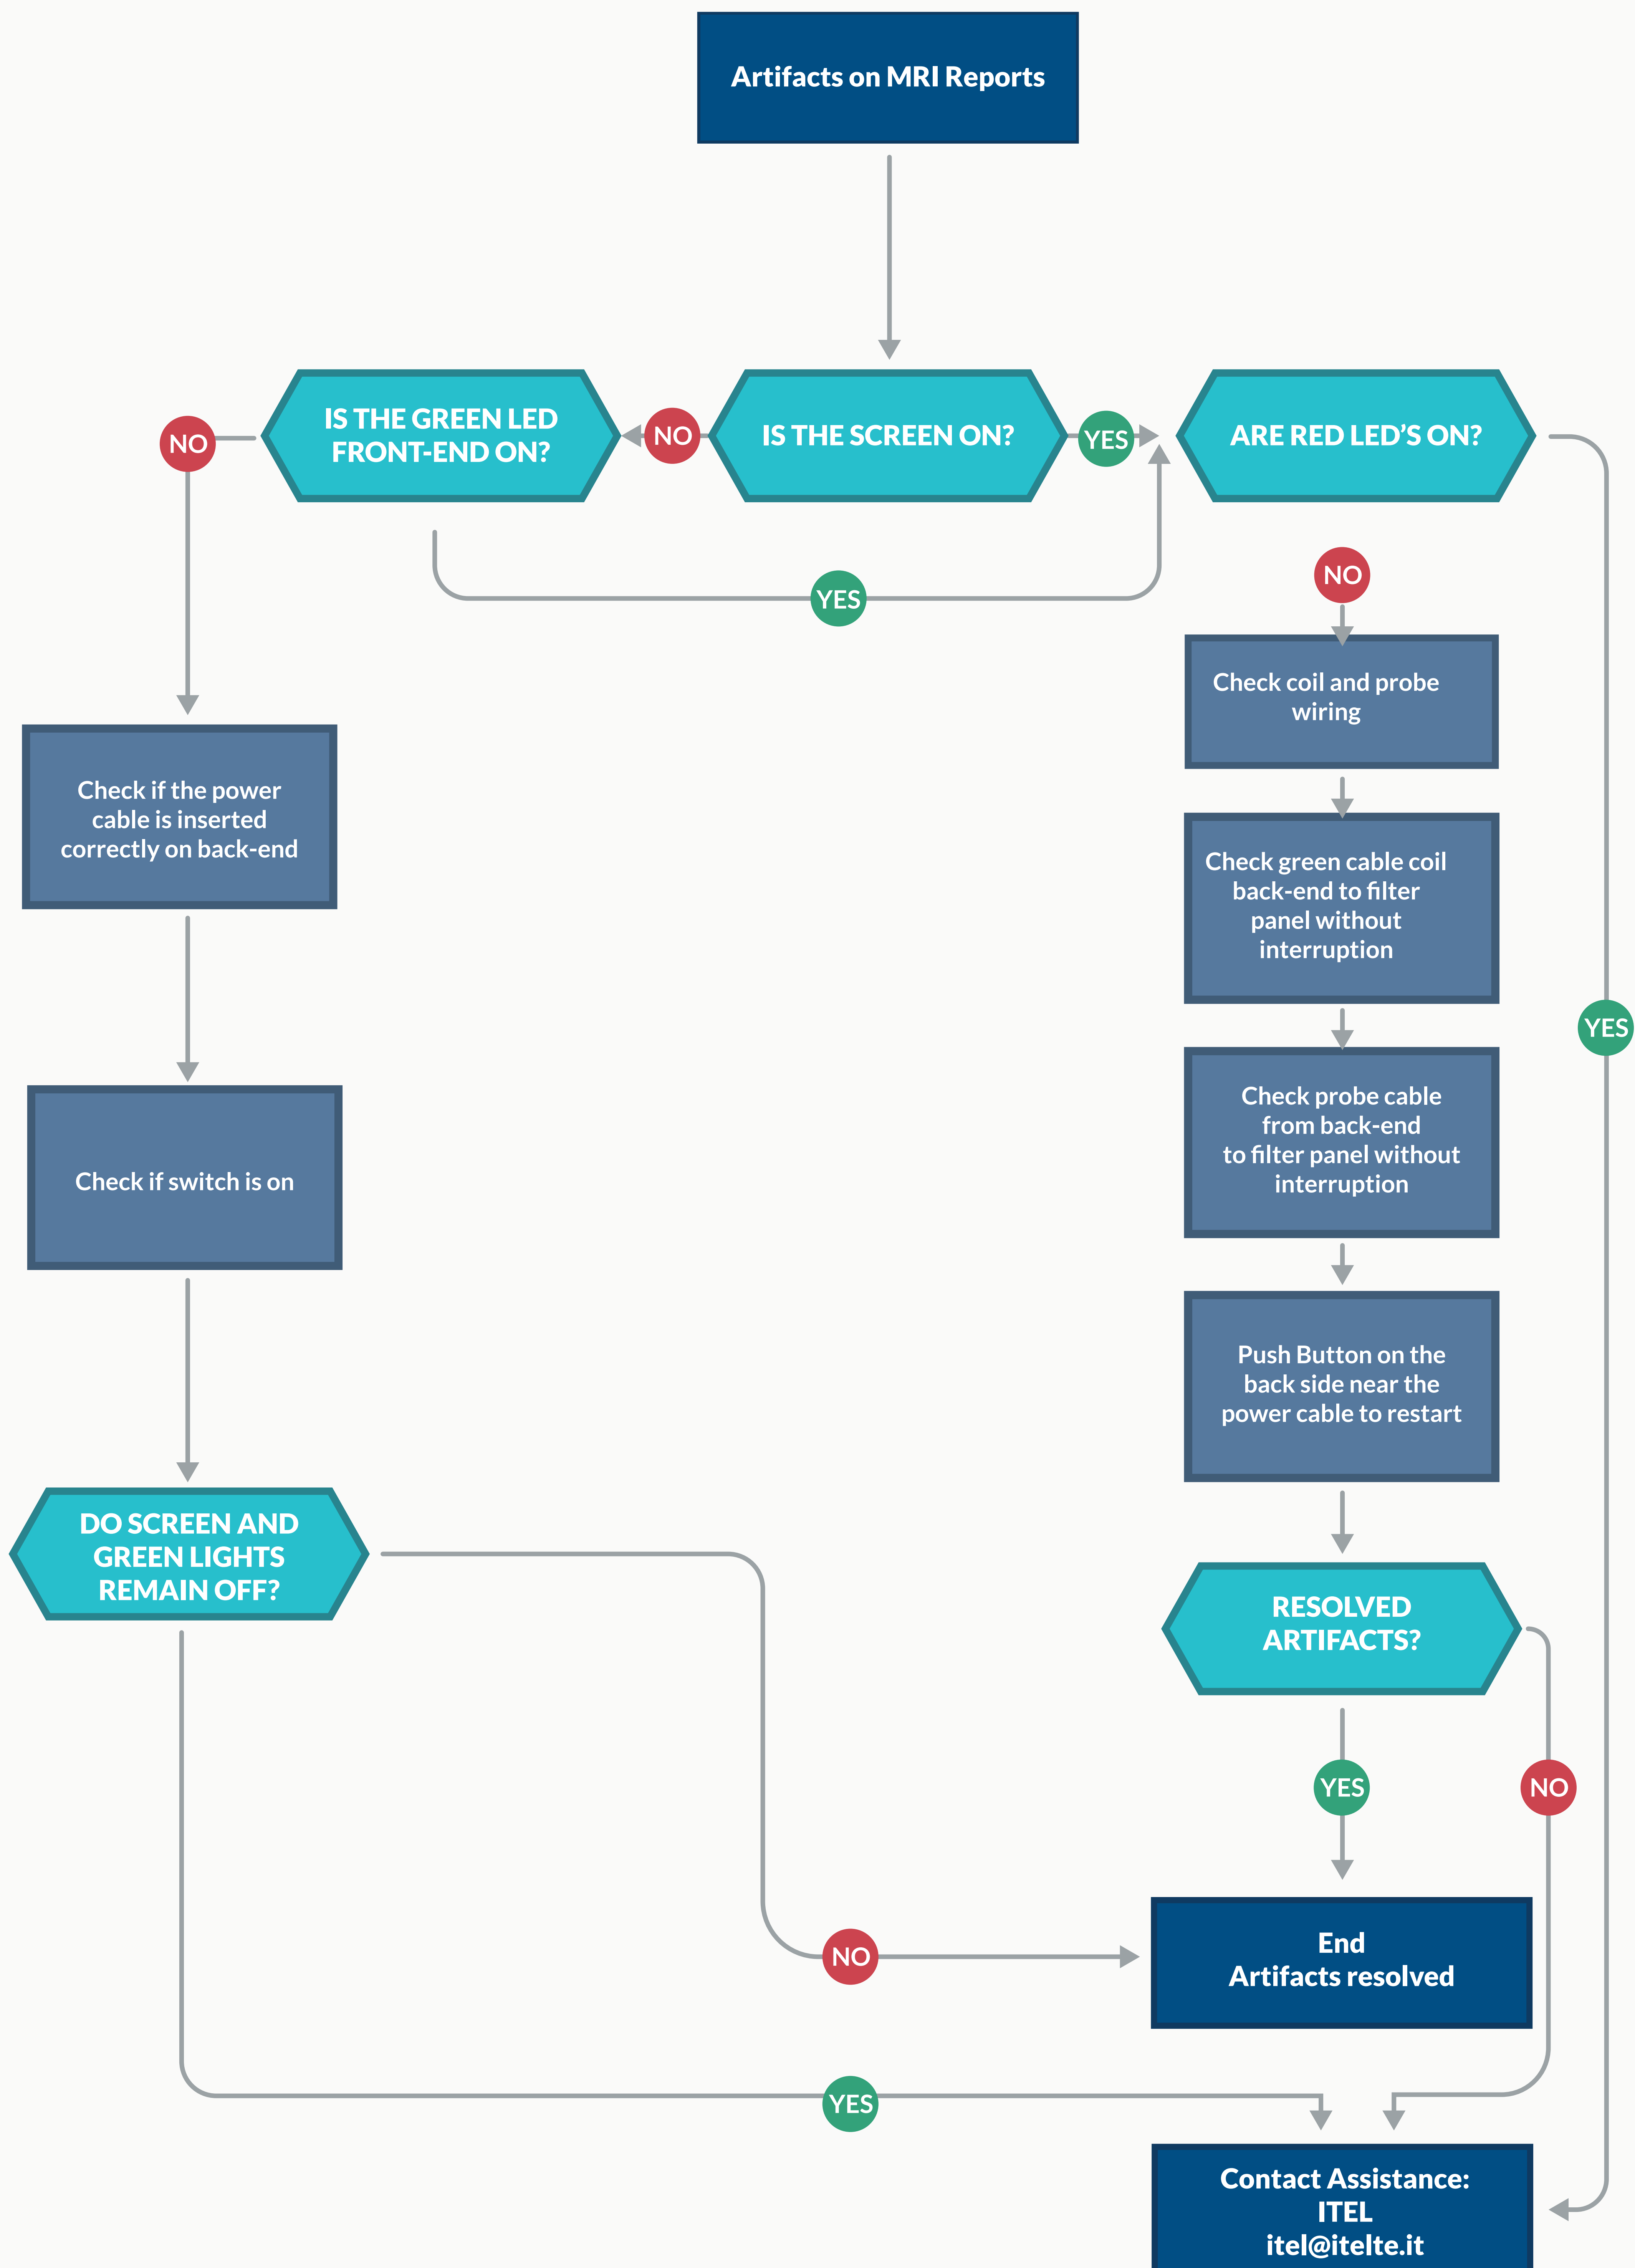 Artifacts on MRI Reports
NO
IS THE GREEN LED
FRONT-END ON?
NO
IS THE SCREEN ON?
YES
ARE RED LED’S ON?
YES
NO
Check coil and probe
wiring
Check if the power
cable is inserted
correctly on back-end
Check green cable coil
back-end to filter
panel without
interruption
YES
Check probe cable
from back-end
to filter panel without
interruption
Check if switch is on
Push Button on the
back side near the
power cable to restart
DO SCREEN AND
GREEN LIGHTS
REMAIN OFF?
RESOLVED
ARTIFACTS?
YES
NO
NO
End
Artifacts resolved
YES
Contact Assistance:
ITEL
itel@itelte.it